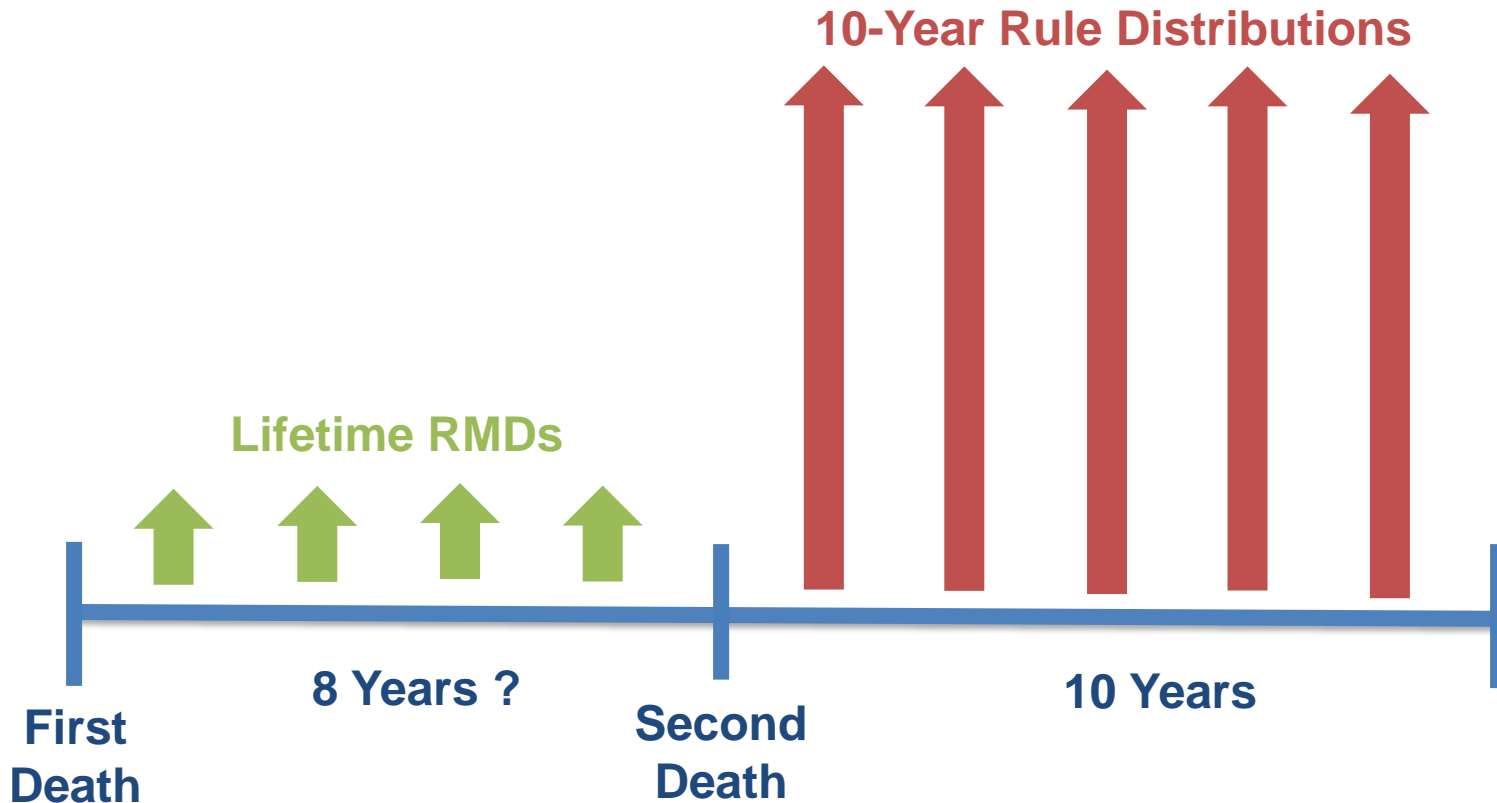 10-Year Rule Distributions
Lifetime RMDs
8 Years ?
10 Years
First
Death
Second
Death